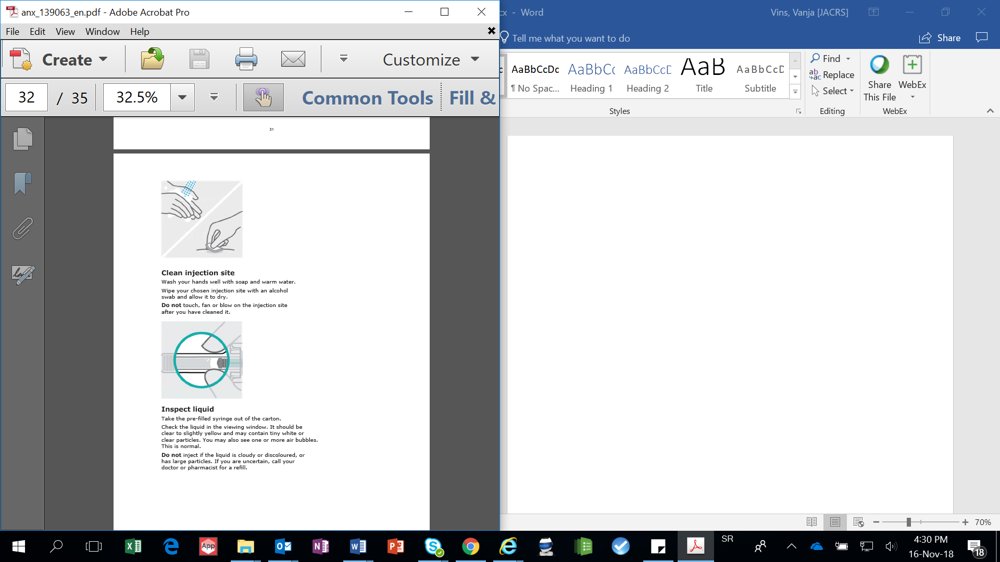 anx_139063_en.pdf - Adobe Acrobat Pro
File Edit View Window Help
Create
Customize
32 / 35 32.5% Common Tools Fill &
31
Clean injection site
Wash your hands well with soap and warm water.
Wipe your chosen injection site with an alcohol
swab and allow it to dry.
Do not touch, fan or blow on the injection site
after you have cleaned it.
Inspect liquid
Take the pre-filled syringe out of the carton.
Check the liquid in the viewing window. It should be
clear to slightly yellow and may contain tiny white or
clear particles. You may also see one or more air bubbles.
This is normal.
Do not inject if the liquid is cloudy or discoloured, or
has large particles. If you are uncertain, call your
doctor or pharmacist for a refill.
cx - Word
Vins, Vanja [JACRS]
Tell me what you want to do
Share
AaBbCcDc AaBbCc AaBbCcD AaB AaBbCcD
¶ No Spac... Heading 1 Heading 2 Title Subtitle
Styles
Find
Replace
Select
Editing
Share
This File
WebEx
WebEx
70%
App
SR
4:30 PM
16-Nov-18
18